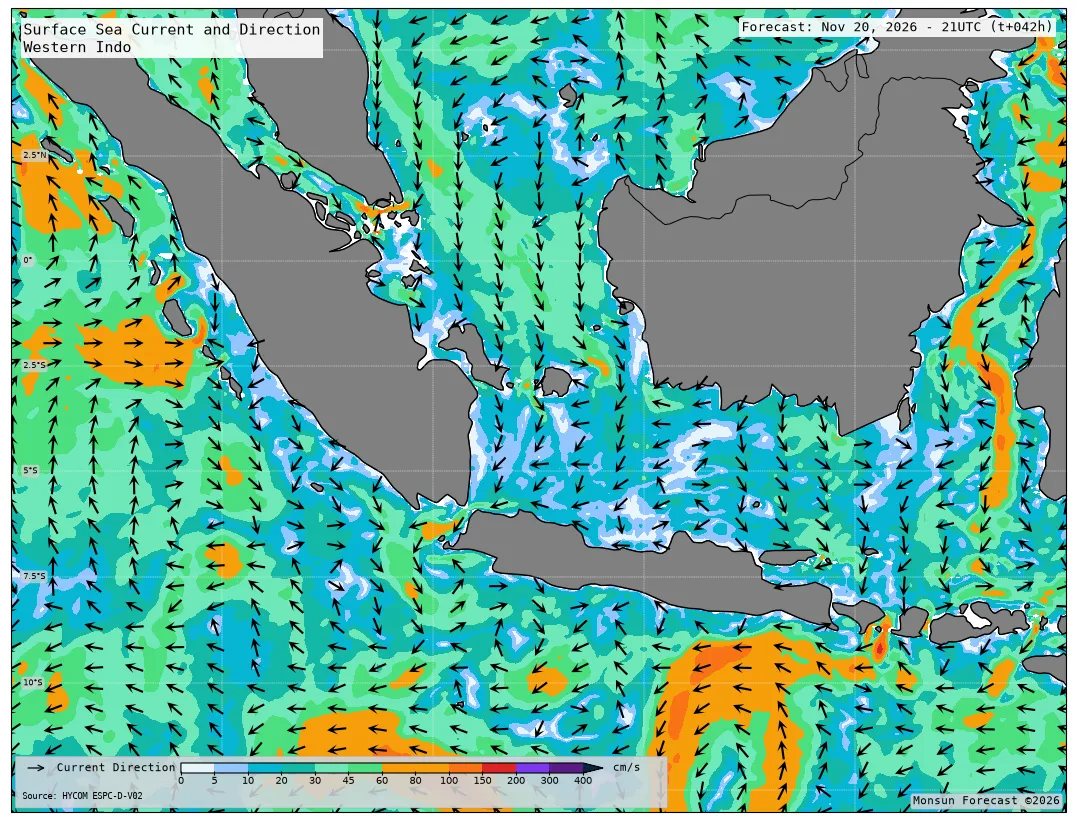 Surface Sea Current and Direction
Western Indo
Forecast: Nov 20, 2026 - 21UTC (t+042h)
2.5°N
0°
2.5°S
5°S
7.5°S
10°S
Current Direction
0 5 10 20 30 45 60 80 100 150 200 300 400
cm/s
Source: HYCOM ESPC-D-V02
Monsun Forecast ©2026